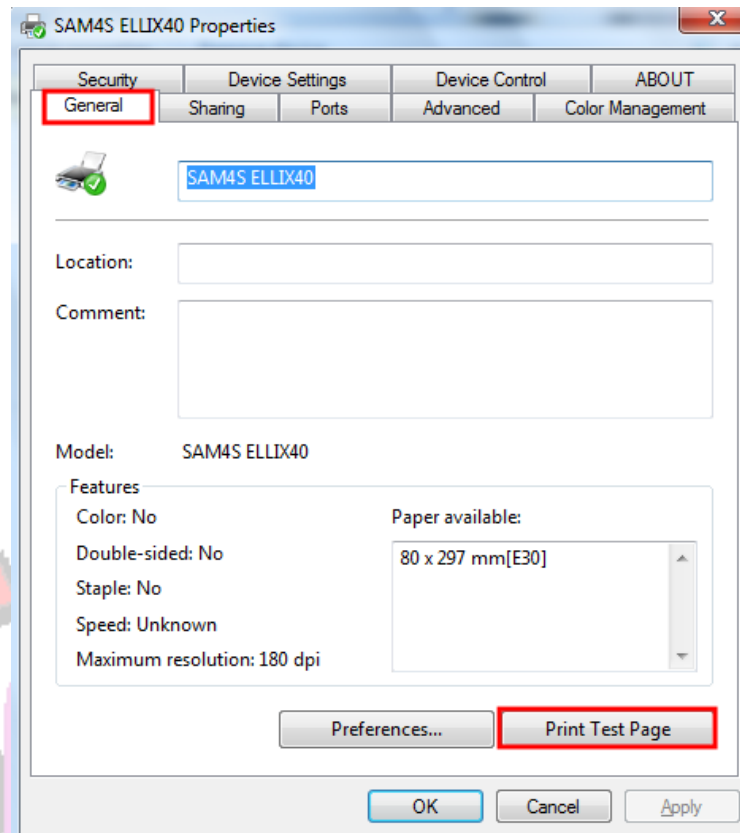 SAM4S ELLIX40 Properties
Security Device Settings Device Control ABOUT
General Sharing Ports Advanced Color Management
SAM4S ELLIX40
Location:
Comment:
Model: SAM4S ELLIX40
Features
Color: No
Paper available:
Double-sided: No
80 x 297 mm[E30]
Staple: No
Speed: Unknown
Maximum resolution: 180 dpi
Preferences... Print Test Page
OK Cancel Apply